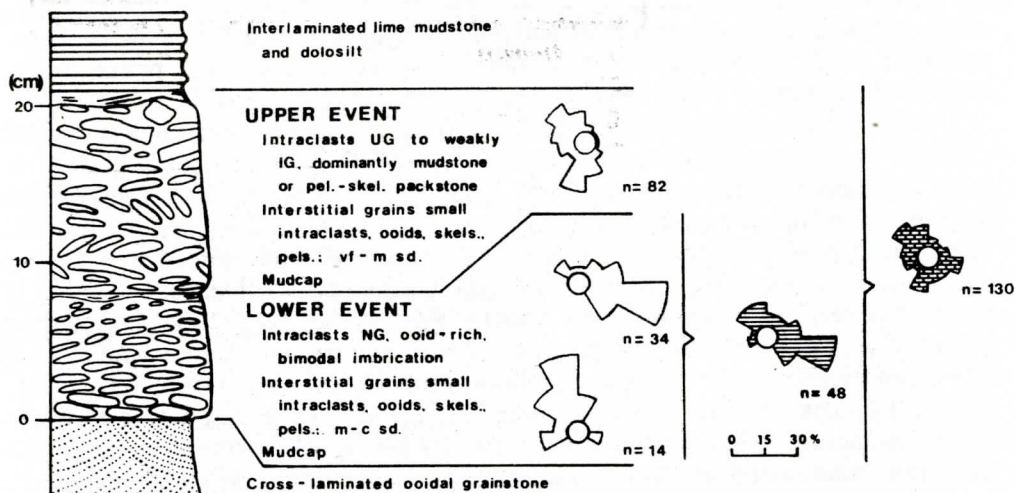 Interlaminated lime mudstone
and dolosilt
(cm)
20
10
0
UPPER EVENT
Intraclasts UG to weakly
IG, dominantly mudstone
or pel.-skel. packstone
Interstitial grains small
intraclasts, ooids, skels.,
pels.: vf - m sd.
Mudcap
n= 82
LOWER EVENT
Intraclasts NG, ooid-rich,
bimodal imbrication
Interstitial grains small
intraclasts, ooids, skels.,
pels.: m-c sd.
Mudcap
n= 34
n= 14
n= 48
0 15 30 %
n= 130
Cross-laminated ooidal grainstone